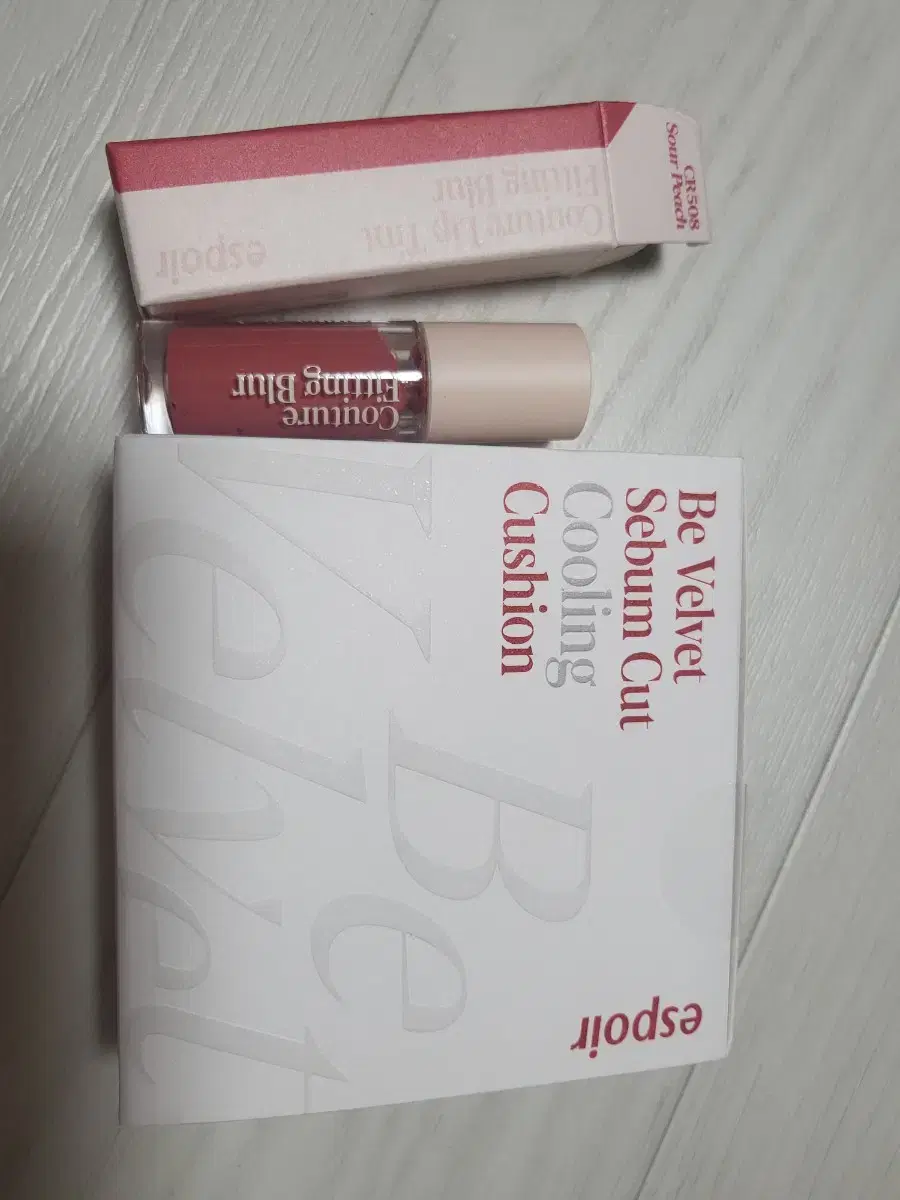 CR508
Sour Peach
espoir
Couture Lip Tint
Fitting Blur
Couture
Fitting Blur
Be Velvet
Sebum Cut
Cooling
Cushion
Be
Velvet
espoir